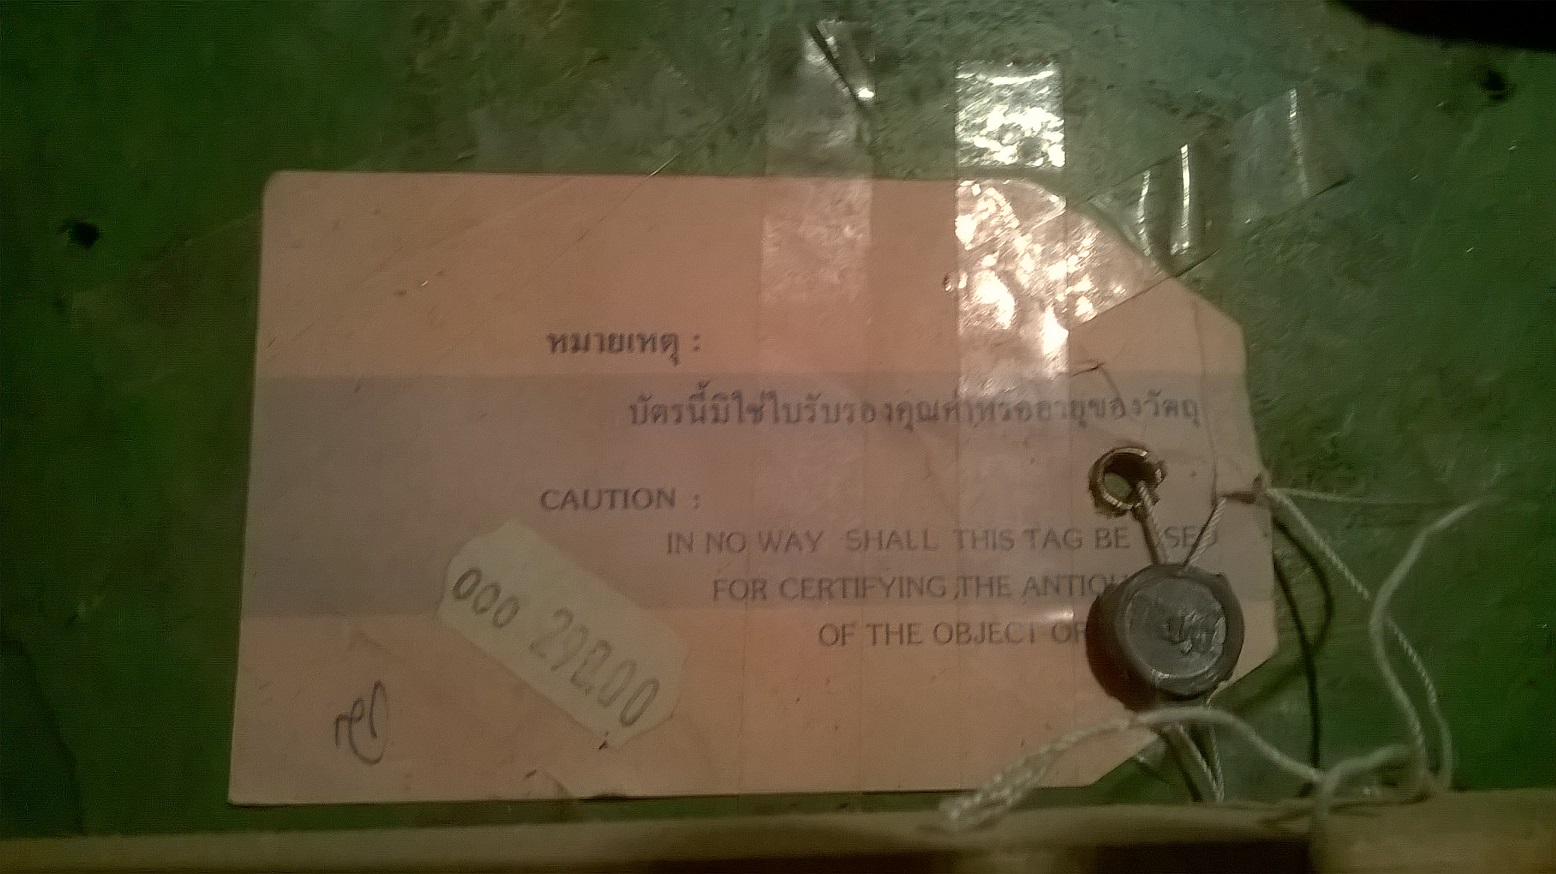 หมายเหตุ :
บัตรนี้มิใช่ใบรับรองคุณค่าหรืออายุของวัตถุ
CAUTION :
IN NO WAY SHALL THIS TAG BE USED
FOR CERTIFYING THE
OF THE OBJECT OR
000